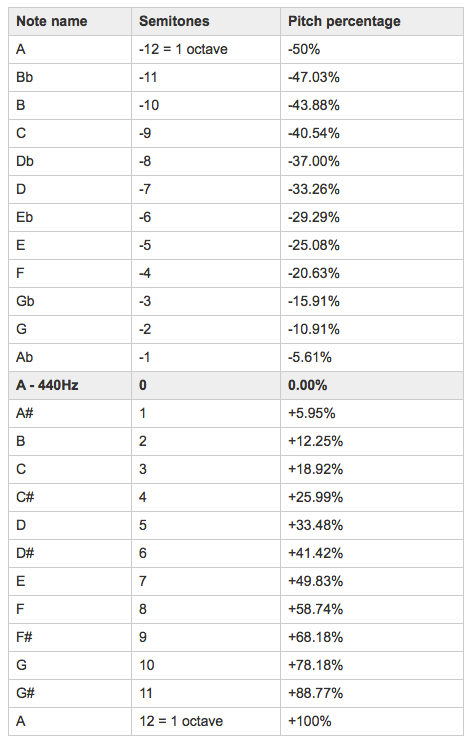 Note name Semitones Pitch percentage
A -12 = 1 octave -50%
Bb -11 -47.03%
B -10 -43.88%
C -9 -40.54%
Db -8 -37.00%
D -7 -33.26%
Eb -6 -29.29%
E -5 -25.08%
F -4 -20.63%
Gb -3 -15.91%
G -2 -10.91%
Ab -1 -5.61%
A - 440Hz 0 0.00%
A# 1 +5.95%
B 2 +12.25%
C 3 +18.92%
C# 4 +25.99%
D 5 +33.48%
D# 6 +41.42%
E 7 +49.83%
F 8 +58.74%
F# 9 +68.18%
G 10 +78.18%
G# 11 +88.77%
A 12 = 1 octave +100%